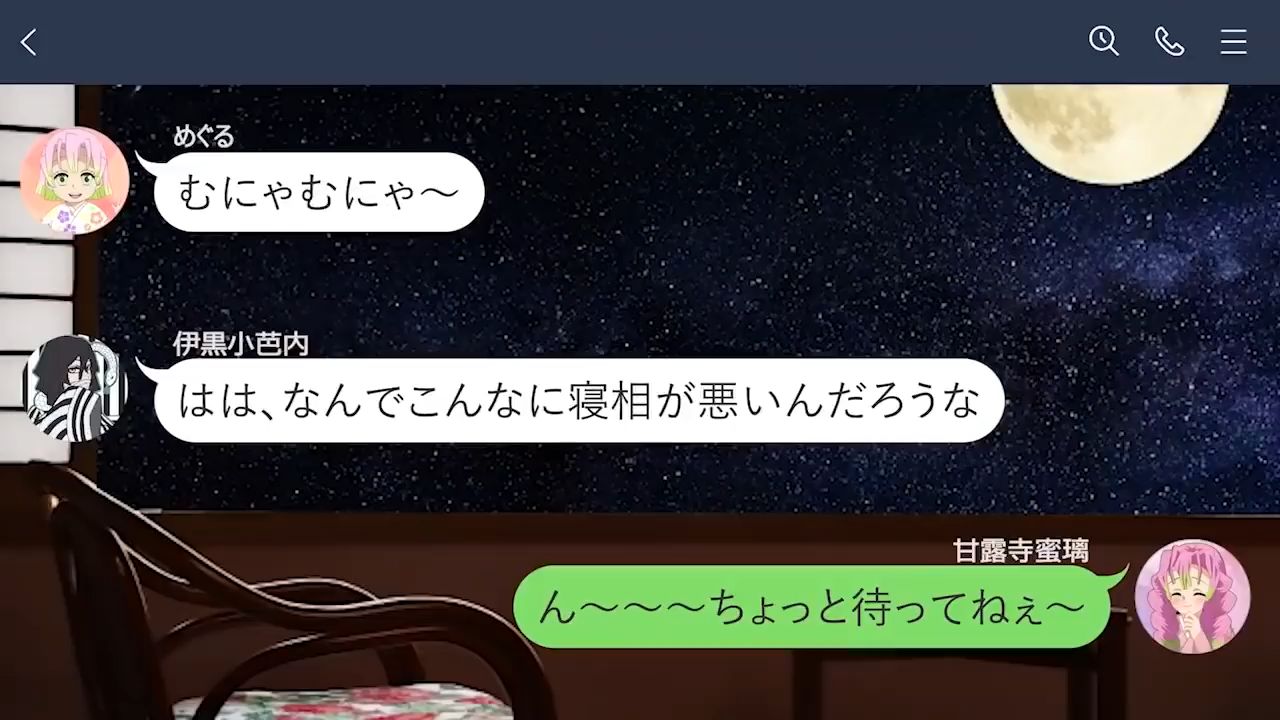 めぐる
むにゃむにゃ〜
伊黒小芭内
はは、なんでこんなに寝相が悪いんだろうな
甘露寺蜜璃
ん〜〜〜ちょっと待ってねぇ〜